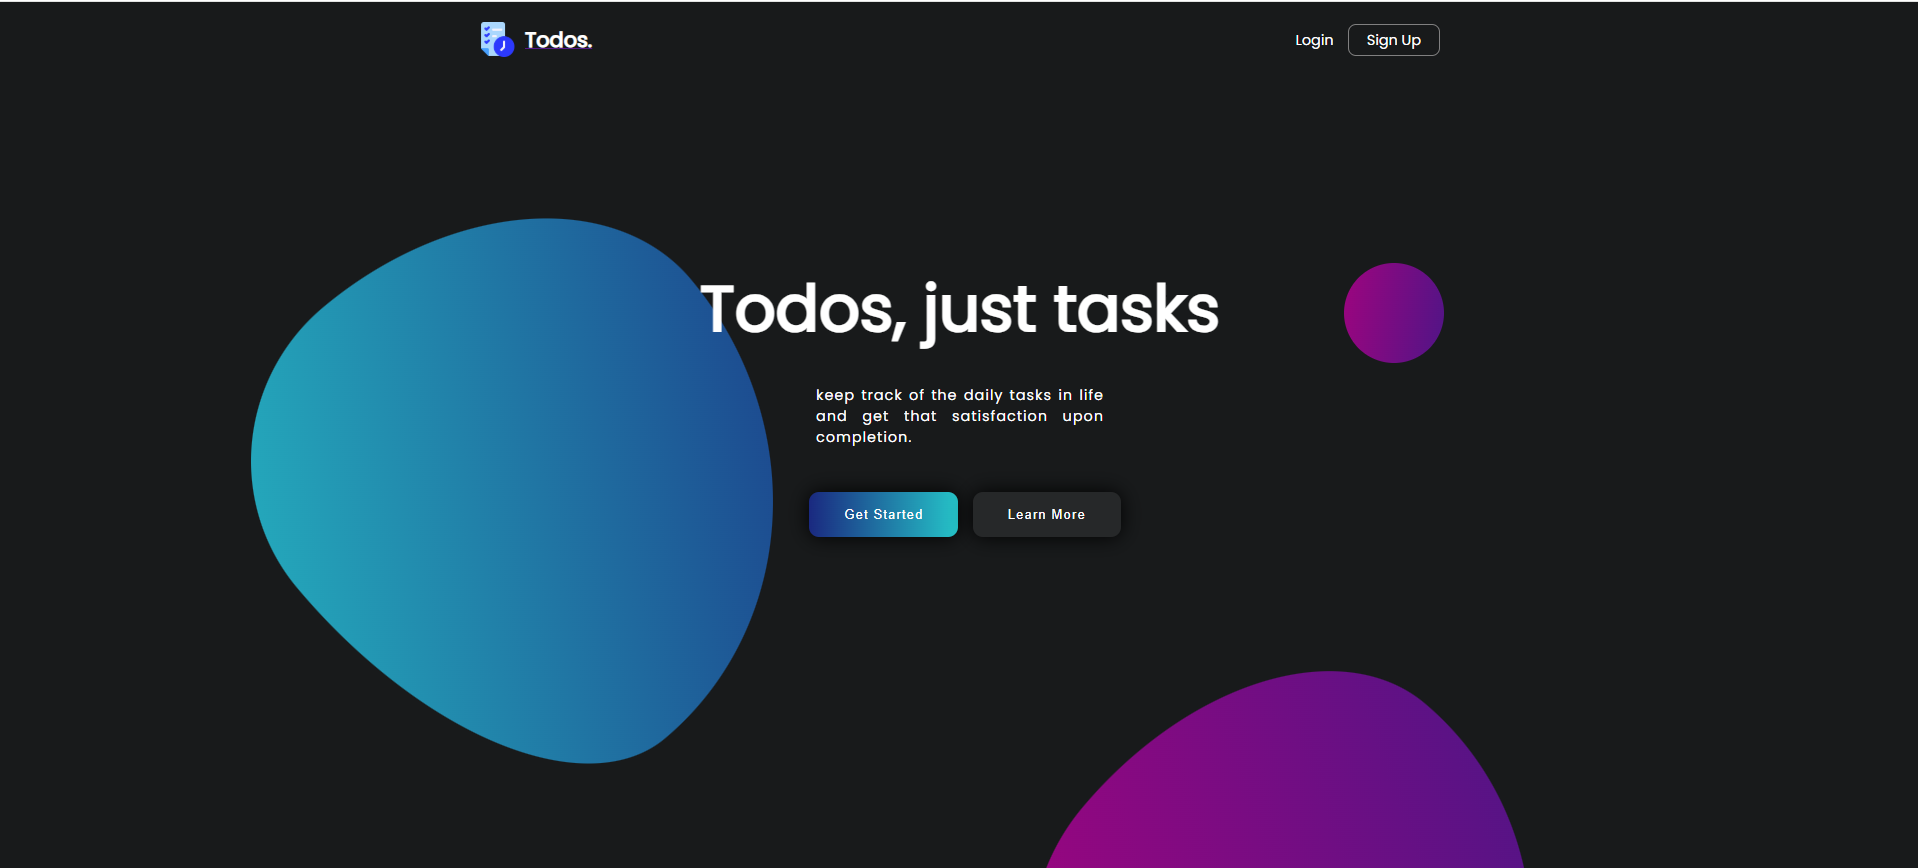 Todos.
Login
Sign Up
Todos, just tasks
keep track of the daily tasks in life
and get that satisfaction upon
completion.
Get Started
Learn More